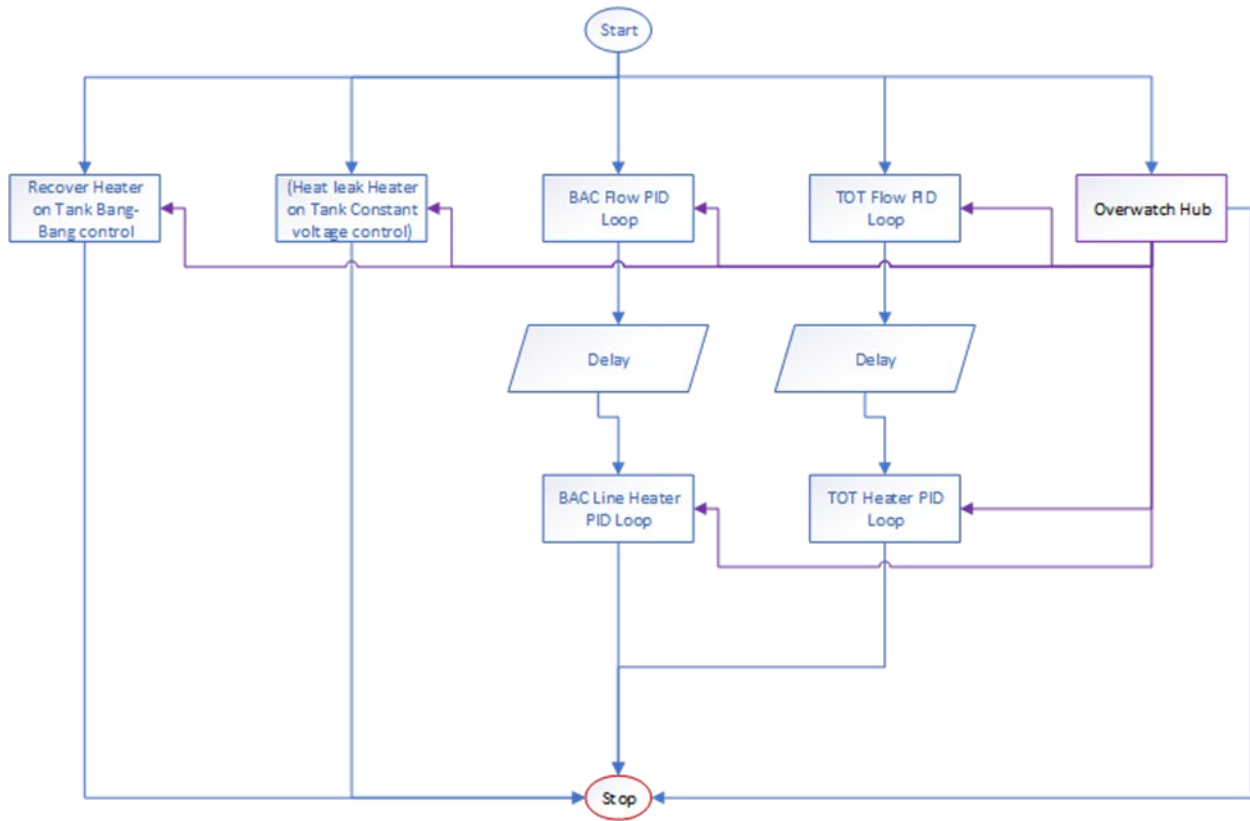 Start
Recover Heater
on Tank Bang-
Bang control
(Heat leak Heater
on Tank Constant
voltage control)
BAC Flow PID
Loop
TOT Flow PID
Loop
Overwatch Hub
Delay
Delay
BAC Line Heater
PID Loop
TOT Heater PID
Loop
Stop